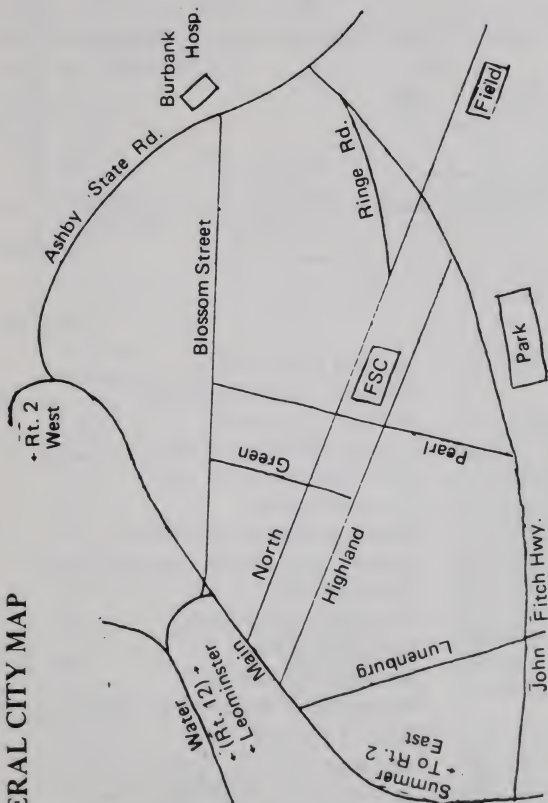 ERAL CITY MAP
← Rt. 2
West
Ashby State Rd.
Burbank
Hosp.
Blossom Street
Ringe Rd.
Field
FSC
Park
Green
Pearl
North
Highland
Main
Water
← (Rt. 12) ←
← Leominster
Lunenburg
Summer
← To Rt. 2
East
John Fitch Hwy.